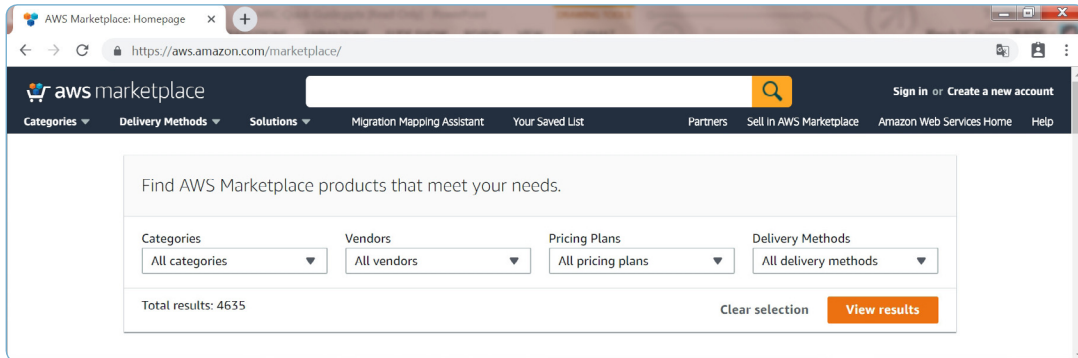 AWS Marketplace: Homepage
https://aws.amazon.com/marketplace/
aws marketplace
Sign in or Create a new account
Categories Delivery Methods Solutions Migration Mapping Assistant Your Saved List Partners Sell in AWS Marketplace Amazon Web Services Home Help
Find AWS Marketplace products that meet your needs.
Categories Vendors Pricing Plans Delivery Methods
All categories All vendors All pricing plans All delivery methods
Total results: 4635 Clear selection View results